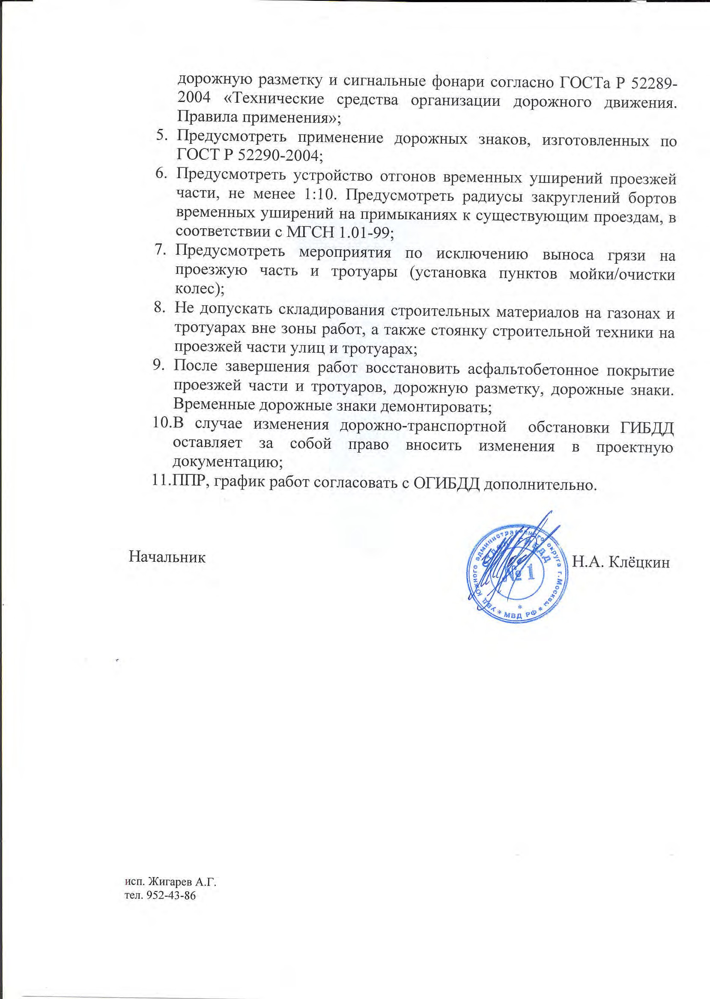 дорожную разметку и сигнальные фонари согласно ГОСТа Р 52289-
2004 «Технические средства организации дорожного движения.
Правила применения»;
5. Предусмотреть применение дорожных знаков, изготовленных по
ГОСТ Р 52290-2004;
6. Предусмотреть устройство отгонов временных уширений проезжей
части, не менее 1:10. Предусмотреть радиусы закруглений бортов
временных уширений на примыканиях к существующим проездам, в
соответствии с МГСН 1.01-99;
7. Предусмотреть мероприятия по исключению выноса грязи на
проезжую часть и тротуары (установка пунктов мойки/очистки
колес);
8. Не допускать складирования строительных материалов на газонах и
тротуарах вне зоны работ, а также стоянку строительной техники на
проезжей части улиц и тротуарах;
9. После завершения работ восстановить асфальтобетонное покрытие
проезжей части и тротуаров, дорожную разметку, дорожные знаки.
Временные дорожные знаки демонтировать;
10.В случае изменения дорожно-транспортной обстановки ГИБДД
оставляет за собой право вносить изменения в проектную
документацию;
11.ППР, график работ согласовать с ОГИБДД дополнительно.
Начальник
УВД Южного административного округа г.Москвы * МВД РФ *
отдел ГИБДД
№ 1
*
Н.А. Клёцкин
исп. Жигарев А.Г.
тел. 952-43-86